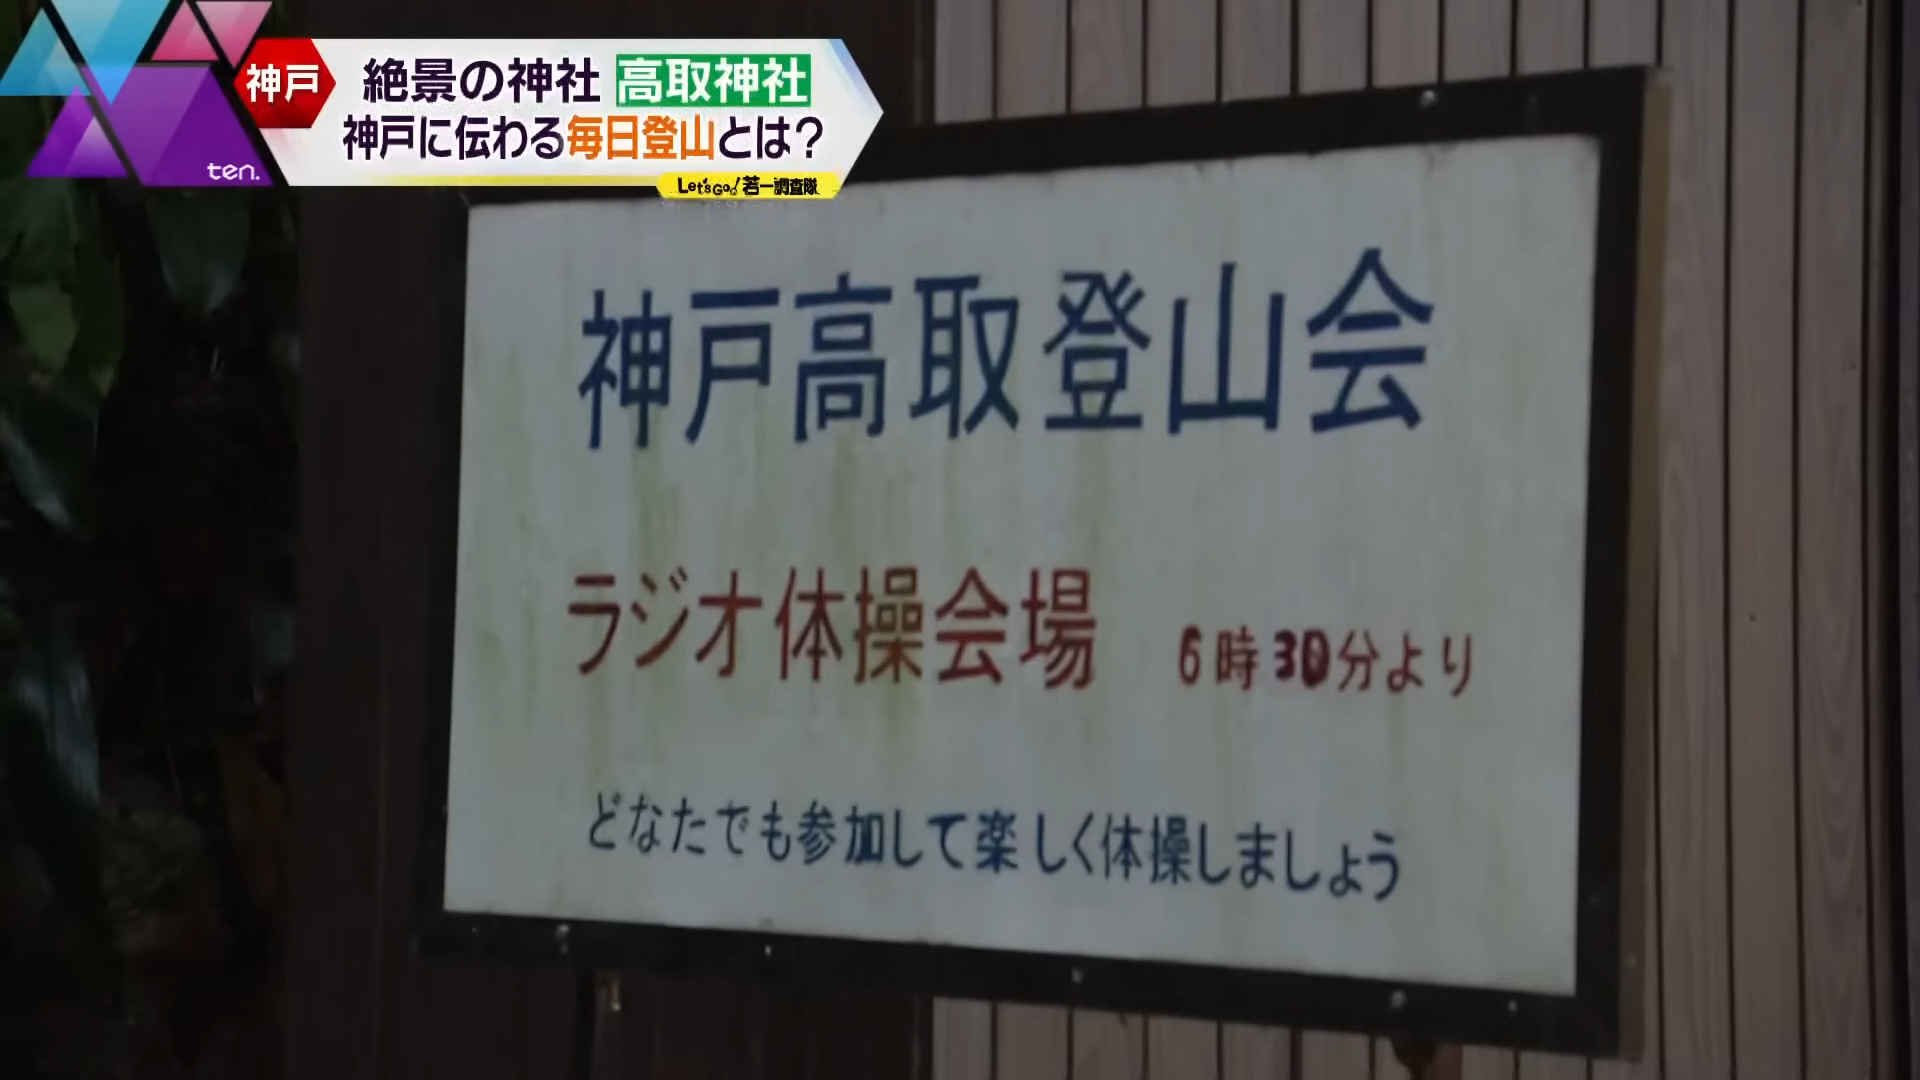 神戸
絶景の神社 高取神社
神戸に伝わる毎日登山とは?
ten.
Let's Go! 若一調査隊
神戸高取登山会
ラジオ体操会場 6時30分より
どなたでも参加して楽しく体操しましょう